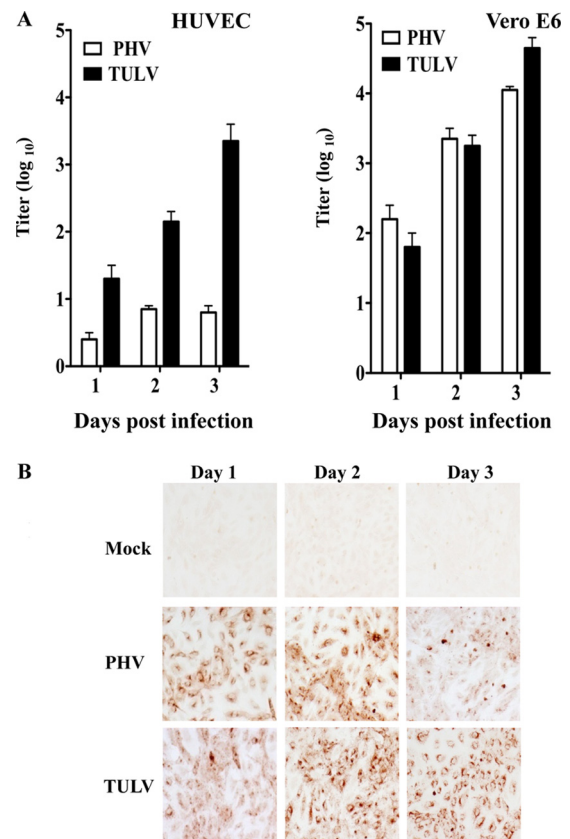 A
HUVEC
PHV
TULV
5
4
3
2
1
0
Titer (log 10)
1 2 3
Days post infection
Vero E6
PHV
TULV
5
4
3
2
1
0
Titer (log 10)
1 2 3
Days post infection
B
Day 1 Day 2 Day 3
Mock
PHV
TULV